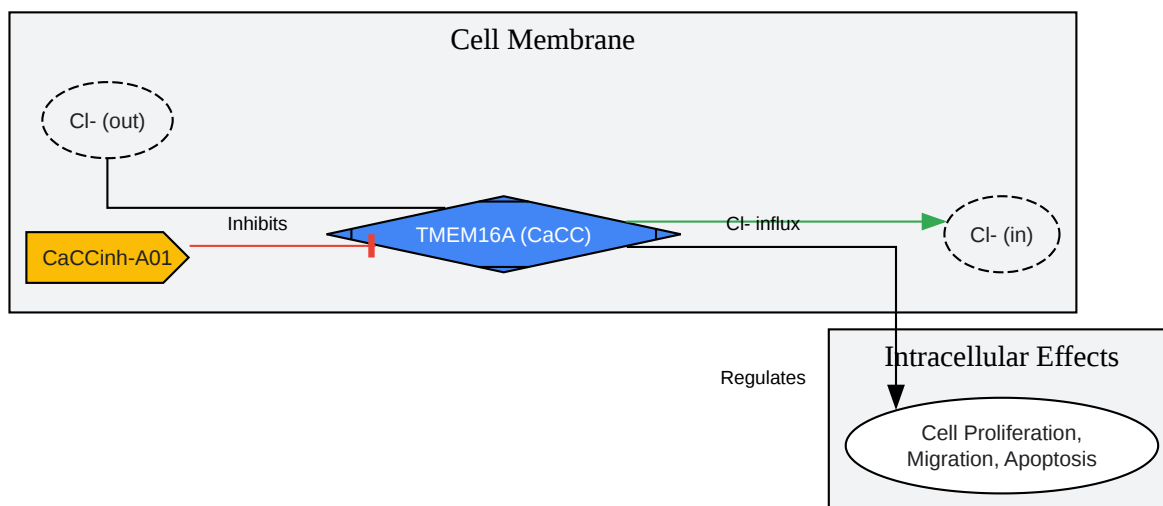 Cell Membrane
Cl- (out)
Inhibits
TMEM16A (CaCC)
Cl- influx
Cl- (in)
CaCCinh-A01
Intracellular Effects
Regulates
Cell Proliferation,
Migration, Apoptosis